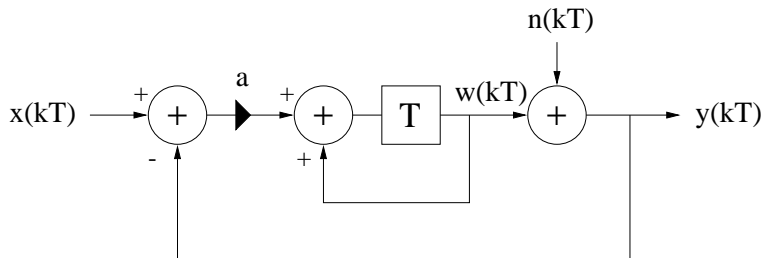 n(kT)
a
+
+
x(kT)
+
+
T
w(kT)
+
y(kT)
-
+